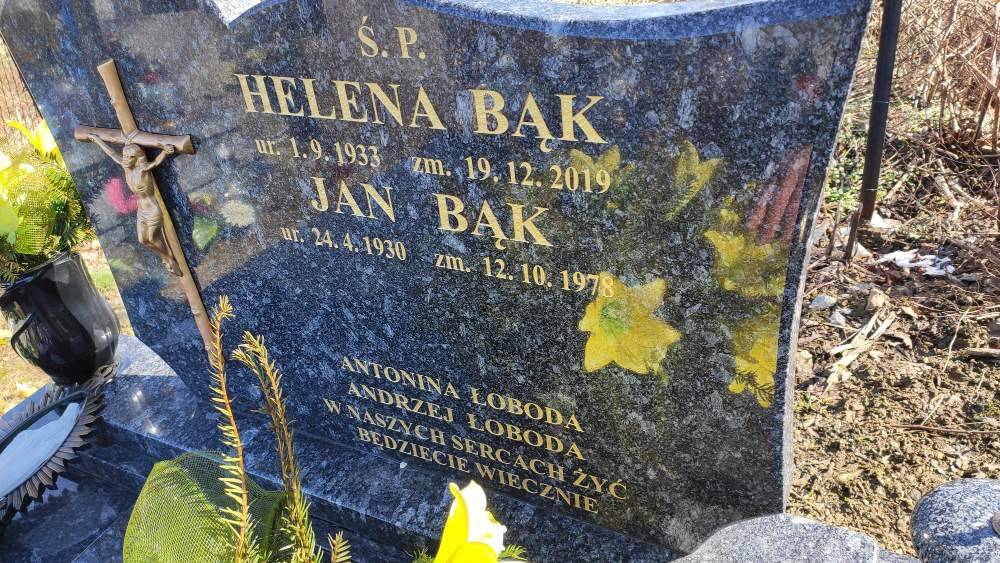 Ś. P.
HELENA BĄK
ur. 1. 9. 1933 zm. 19. 12. 2019
JAN BĄK
ur. 24. 4. 1930 zm. 12. 10. 1978
ANTONINA ŁOBODA
ANDRZEJ ŁOBODA
W NASZYCH SERCACH ŻYĆ
BĘDZIECIE WIECZNIE